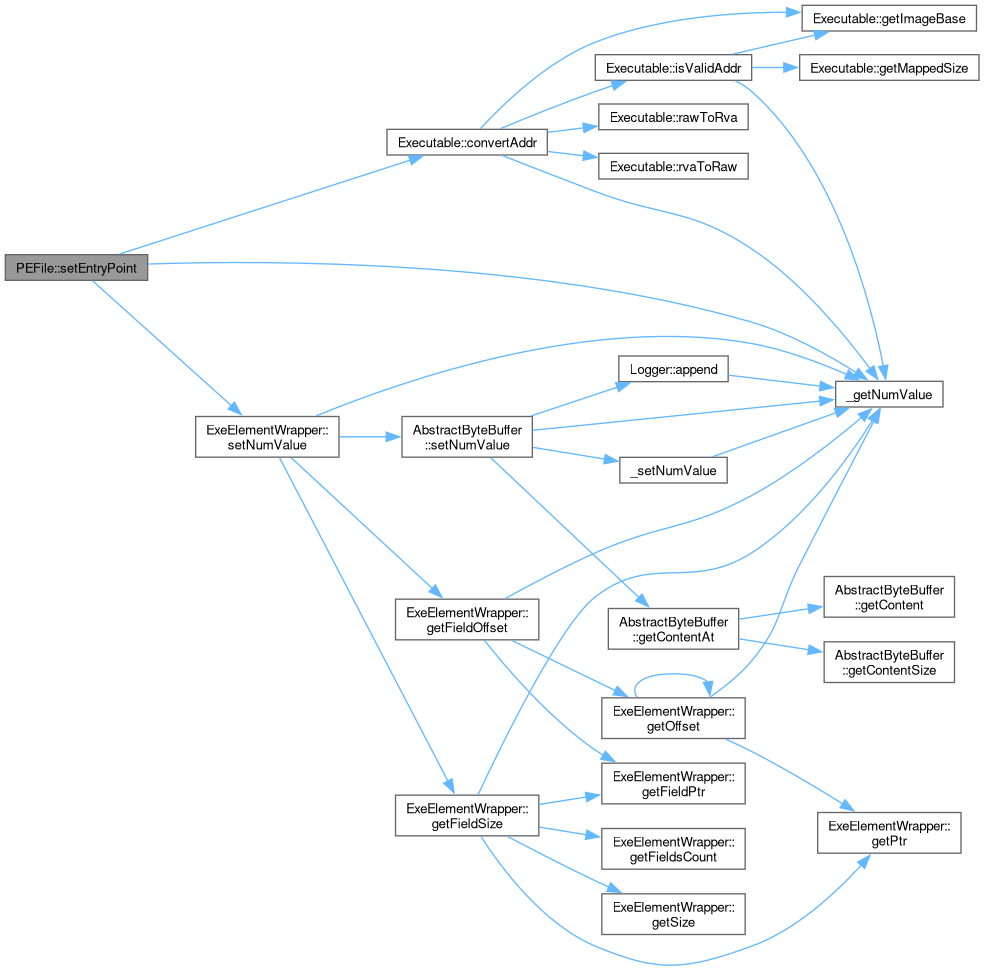 Executable::getImageBase
Executable::isValidAddr
Executable::getMappedSize
Executable::rawToRva
Executable::convertAddr
Executable::rvaToRaw
PEFile::setEntryPoint
Logger::append
_getNumValue
ExeElementWrapper::
setNumValue
AbstractByteBuffer
::setNumValue
_setNumValue
AbstractByteBuffer
::getContent
ExeElementWrapper::
getFieldOffset
AbstractByteBuffer
::getContentAt
AbstractByteBuffer
::getContentSize
ExeElementWrapper::
getOffset
ExeElementWrapper::
getFieldPtr
ExeElementWrapper::
getFieldSize
ExeElementWrapper::
getPtr
ExeElementWrapper::
getFieldsCount
ExeElementWrapper::
getSize